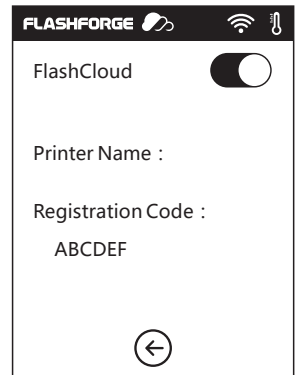 FLASHFORGE
FlashCloud
Printer Name :
Registration Code :
ABCDEF